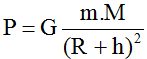 P = G m.M / (R + h)²